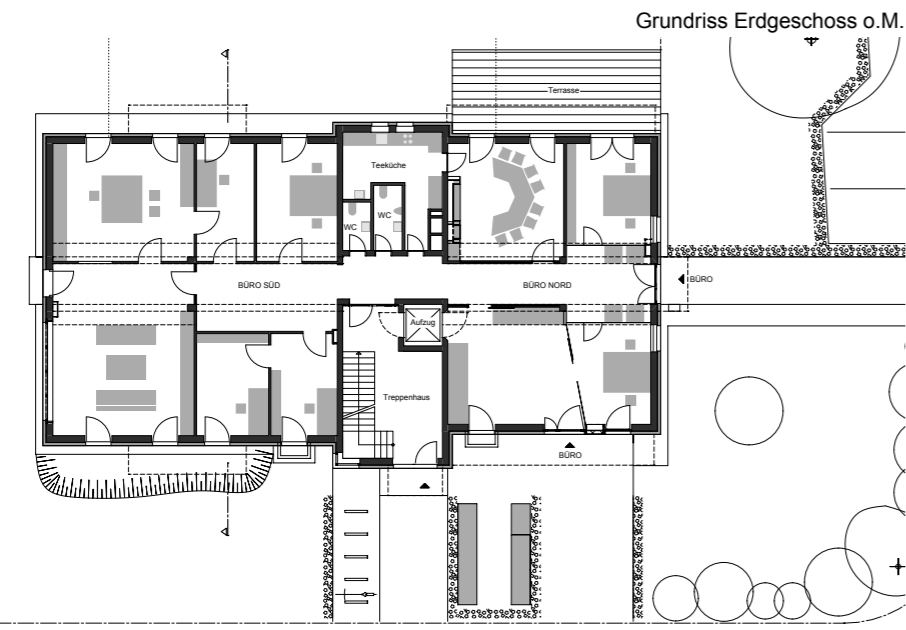 Grundriss Erdgeschoss o.M.
Terrasse
Teeküche
WC
WC
BÜRO SÜD
BÜRO NORD
BÜRO
Aufzug
Treppenhaus
BÜRO